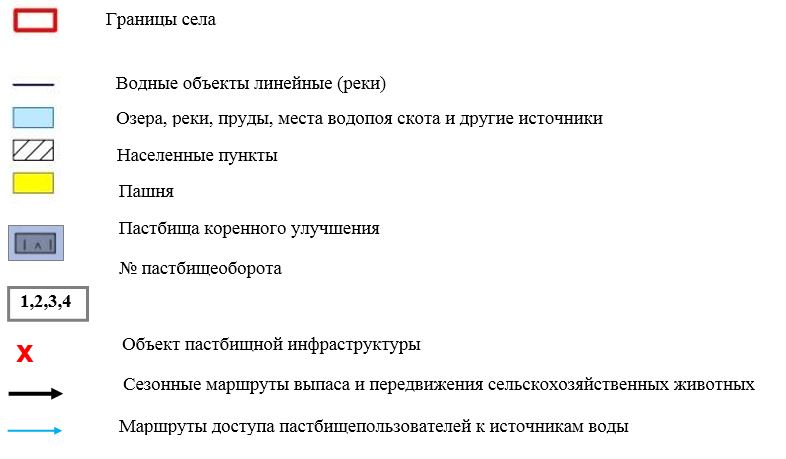 Границы села
Водные объекты линейные (реки)
Озера, реки, пруды, места водопоя скота и другие источники
Населенные пункты
Пашня
Пастбища коренного улучшения
№ пастбищеоборота
1,2,3,4
X
Объект пастбищной инфраструктуры
Сезонные маршруты выпаса и передвижения сельскохозяйственных животных
Маршруты доступа пастбищепользователей к источникам воды